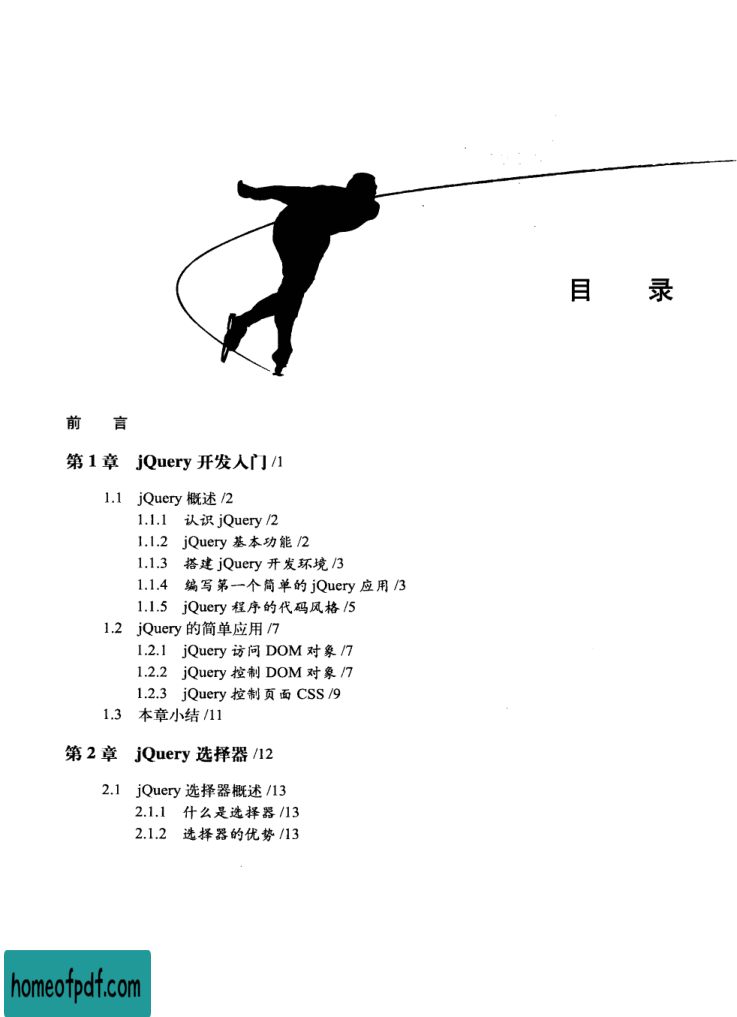 目 录
前 言
第 1 章 jQuery 开发入门 /1
1.1 jQuery 概述 /2
1.1.1 认识 jQuery /2
1.1.2 jQuery 基本功能 /2
1.1.3 搭建 jQuery 开发环境 /3
1.1.4 编写第一个简单的 jQuery 应用 /3
1.1.5 jQuery 程序的代码风格 /5
1.2 jQuery 的简单应用 /7
1.2.1 jQuery 访问 DOM 对象 /7
1.2.2 jQuery 控制 DOM 对象 /7
1.2.3 jQuery 控制页面 CSS /9
1.3 本章小结 /11
第 2 章 jQuery 选择器 /12
2.1 jQuery 选择器概述 /13
2.1.1 什么是选择器 /13
2.1.2 选择器的优势 /13
homeofpdf.com